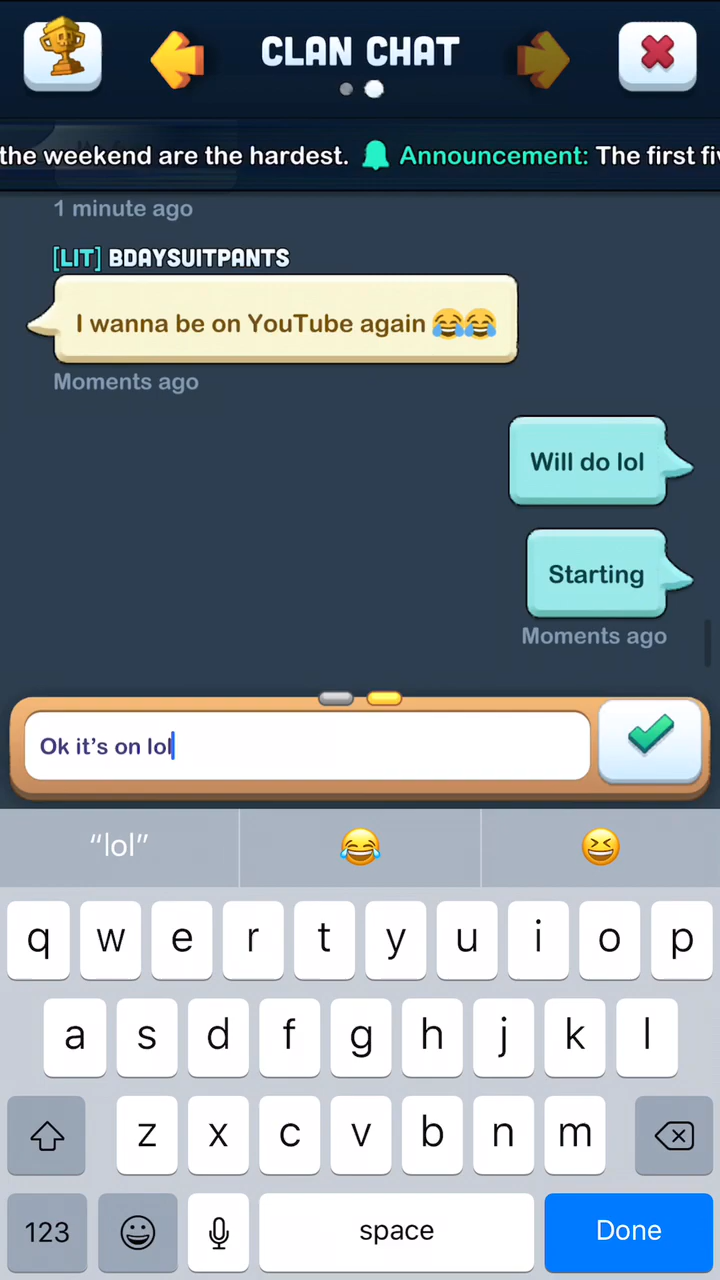 CLAN CHAT
the weekend are the hardest. Announcement: The first fiv
1 minute ago
[LIT] BDAYSUITPANTS
I wanna be on YouTube again 😂😂
Moments ago
Will do lol
Starting
Moments ago
Ok it’s on lol
“lol” 😂 😆
q w e r t y u i o p
a s d f g h j k l
z x c v b n m
123 space Done